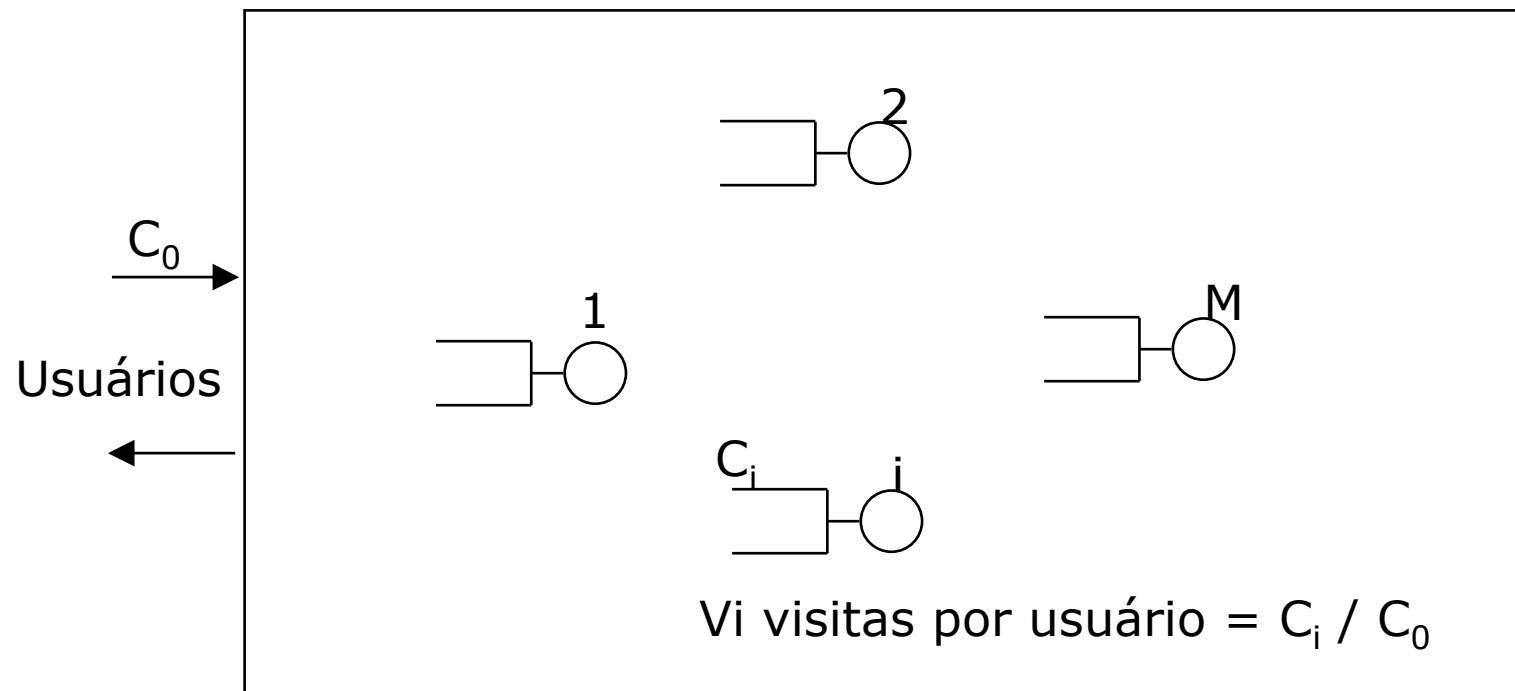 2
C₀
1
M
Usuários
Cᵢ
i
Vi visitas por usuário = Cᵢ / C₀